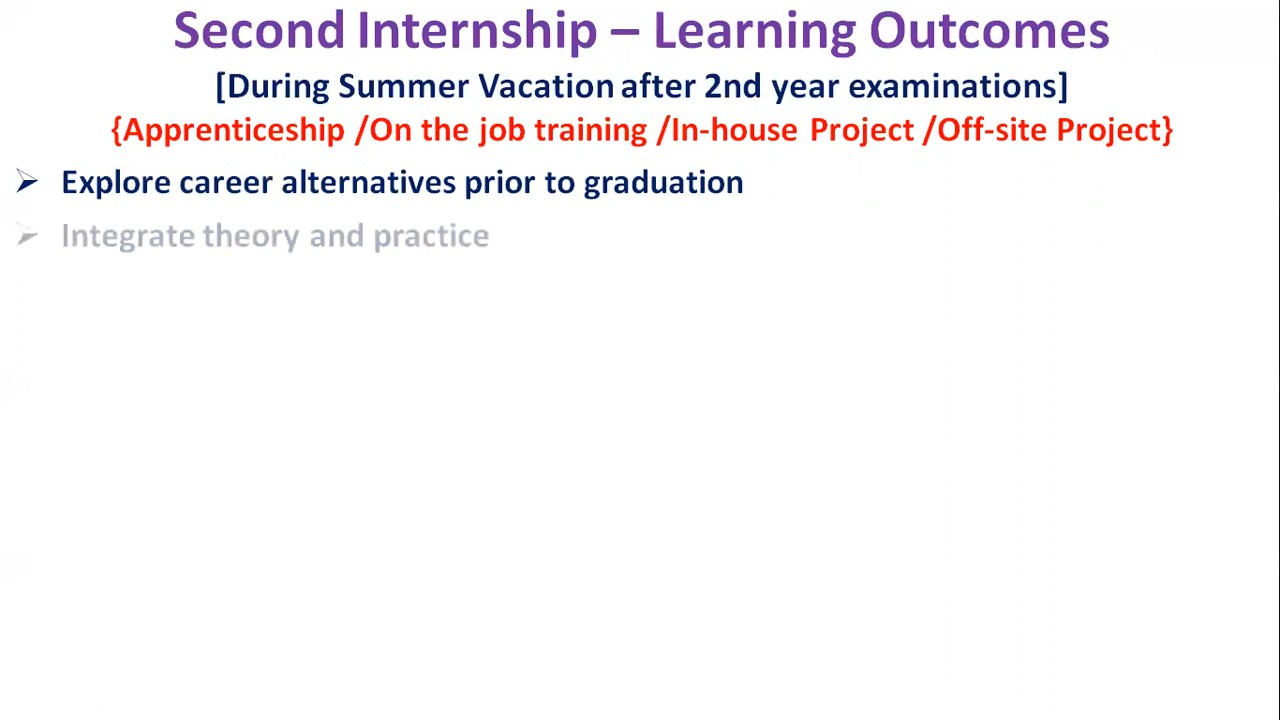 Second Internship – Learning Outcomes
[During Summer Vacation after 2nd year examinations]
{Apprenticeship /On the job training /In-house Project /Off-site Project}
➢ Explore career alternatives prior to graduation
➢ Integrate theory and practice